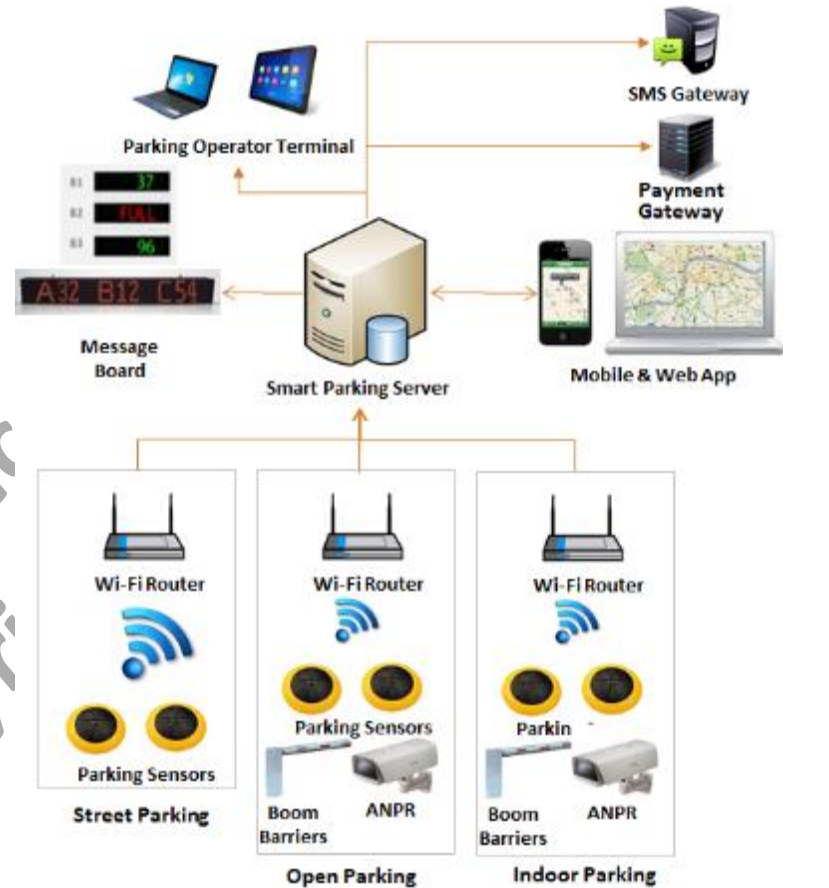 SMS Gateway
Parking Operator Terminal
Payment
Gateway
B1 37
B2 FULL
B3 96
A32 B12 C54
Message
Board
Smart Parking Server
Mobile & Web App
Wi-Fi Router
Wi-Fi Router
Wi-Fi Router
Parking Sensors
Parkin
Parking Sensors
Boom
Barriers
ANPR
Boom
Barriers
ANPR
Street Parking
Open Parking
Indoor Parking